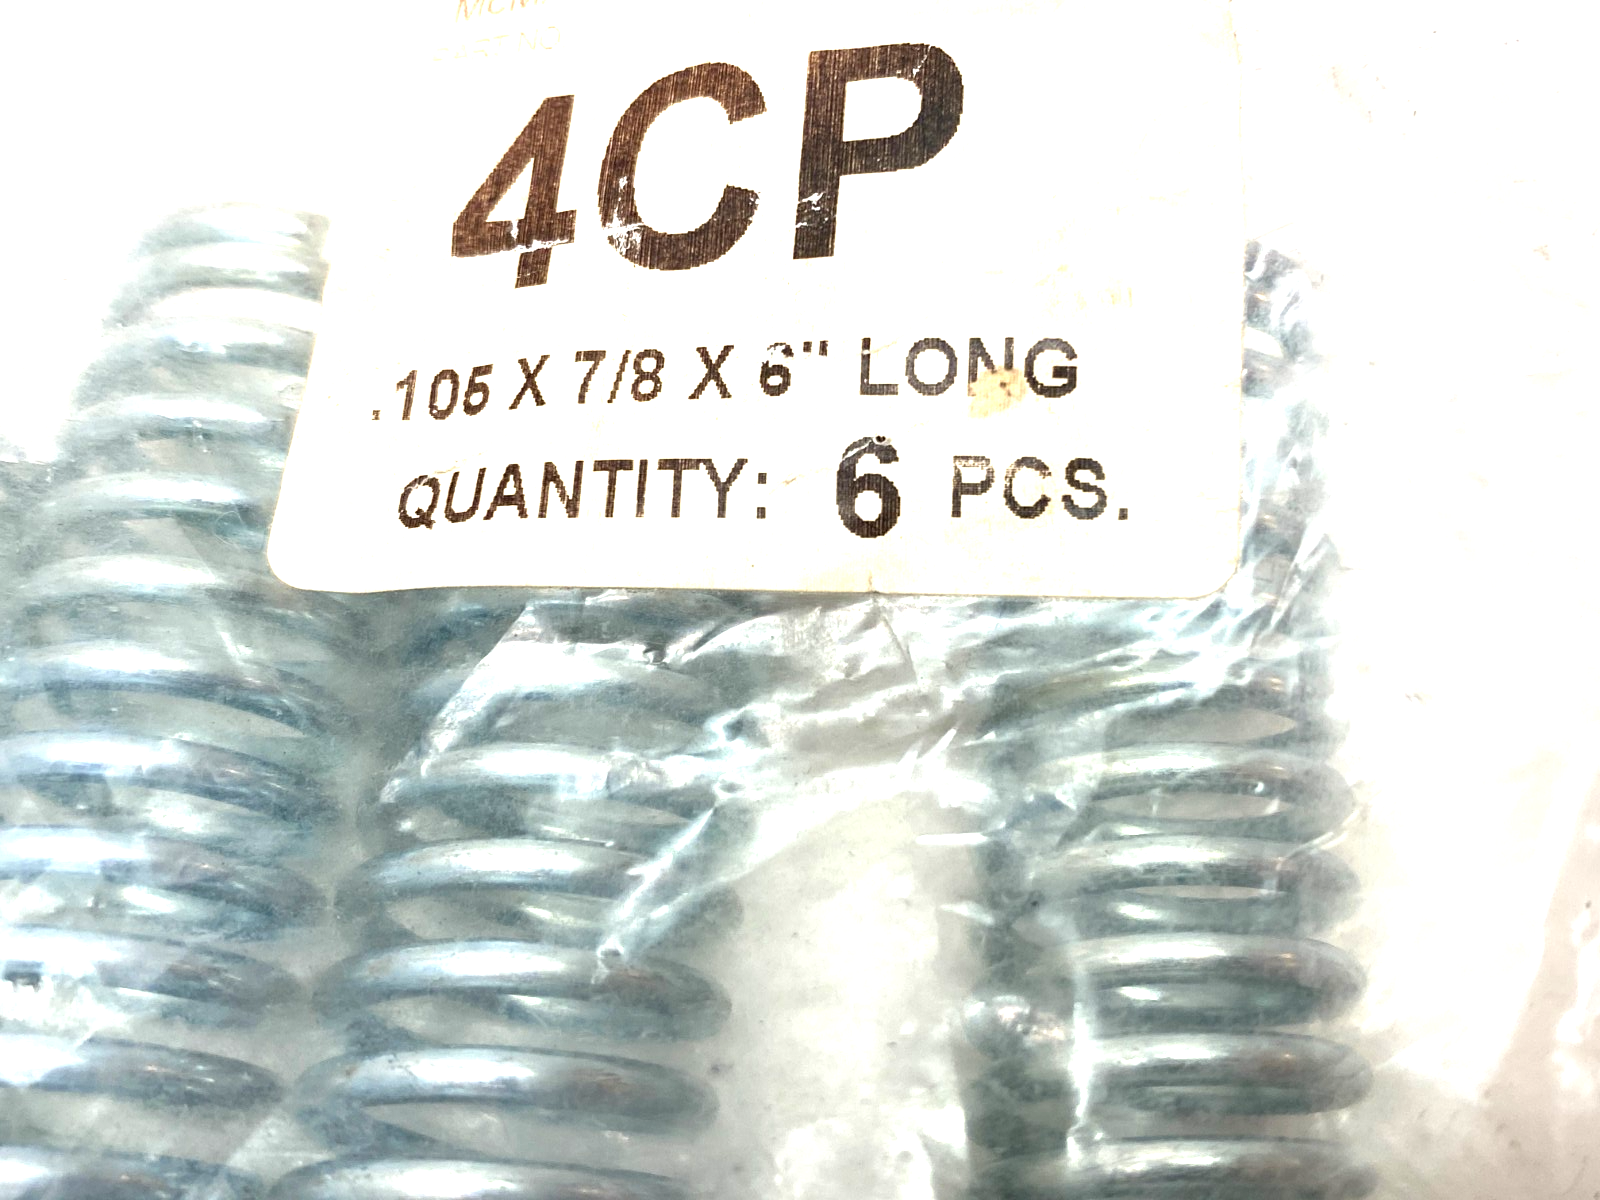 4CP
.105 X 7/8 X 6" LONG
QUANTITY: 6 PCS.